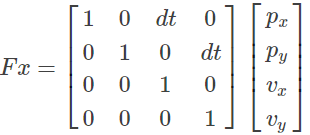 1 0 dt 0 p_x
0 1 0 dt p_y
Fx =
0 0 1 0 v_x
0 0 0 1 v_y